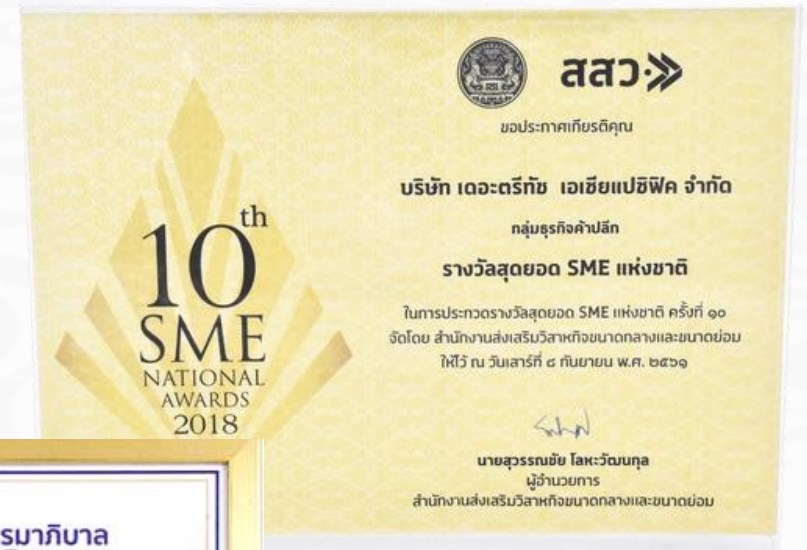 สสว.
ขอประกาศเกียรติคุณ
บริษัท เดอะตรีทัช เอเชียแปซิฟิค จำกัด
กลุ่มธุรกิจค้าปลีก
รางวัลสุดยอด SME แห่งชาติ
ในการประกวดรางวัลสุดยอด SME แห่งชาติ ครั้งที่ ๑๐
จัดโดย สำนักงานส่งเสริมวิสาหกิจขนาดกลางและขนาดย่อม
ให้ไว้ ณ วันเสาร์ที่ ๘ กันยายน พ.ศ. ๒๕๖๑
นายสุวรรณชัย โลหะวัฒนกุล
ผู้อำนวยการ
สำนักงานส่งเสริมวิสาหกิจขนาดกลางและขนาดย่อม
10th
SME
NATIONAL
AWARDS
2018
รมาภิบาล